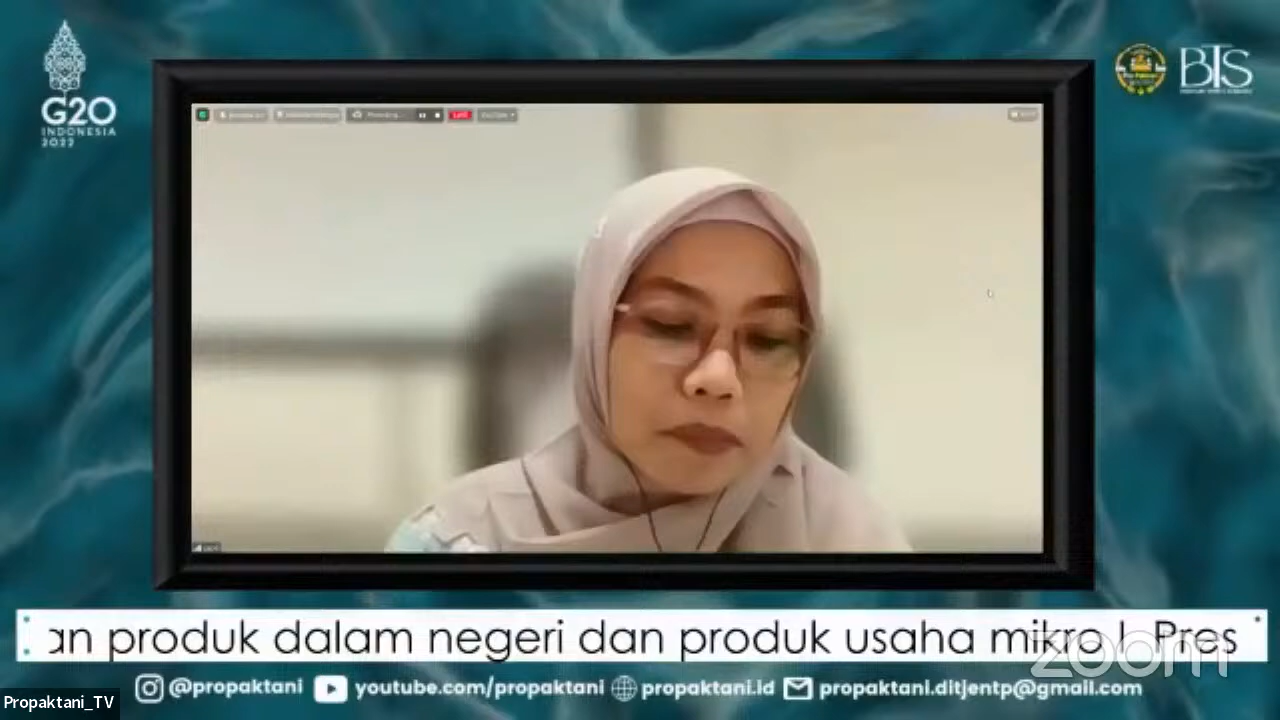 G20
INDONESIA
2022
BTS
LIVE
an produk dalam negeri dan produk usaha mikro | Pres
zoom
@propaktani
youtube.com/propaktani
propaktani.id
propaktani.ditjentp@gmail.com
Propaktani_TV